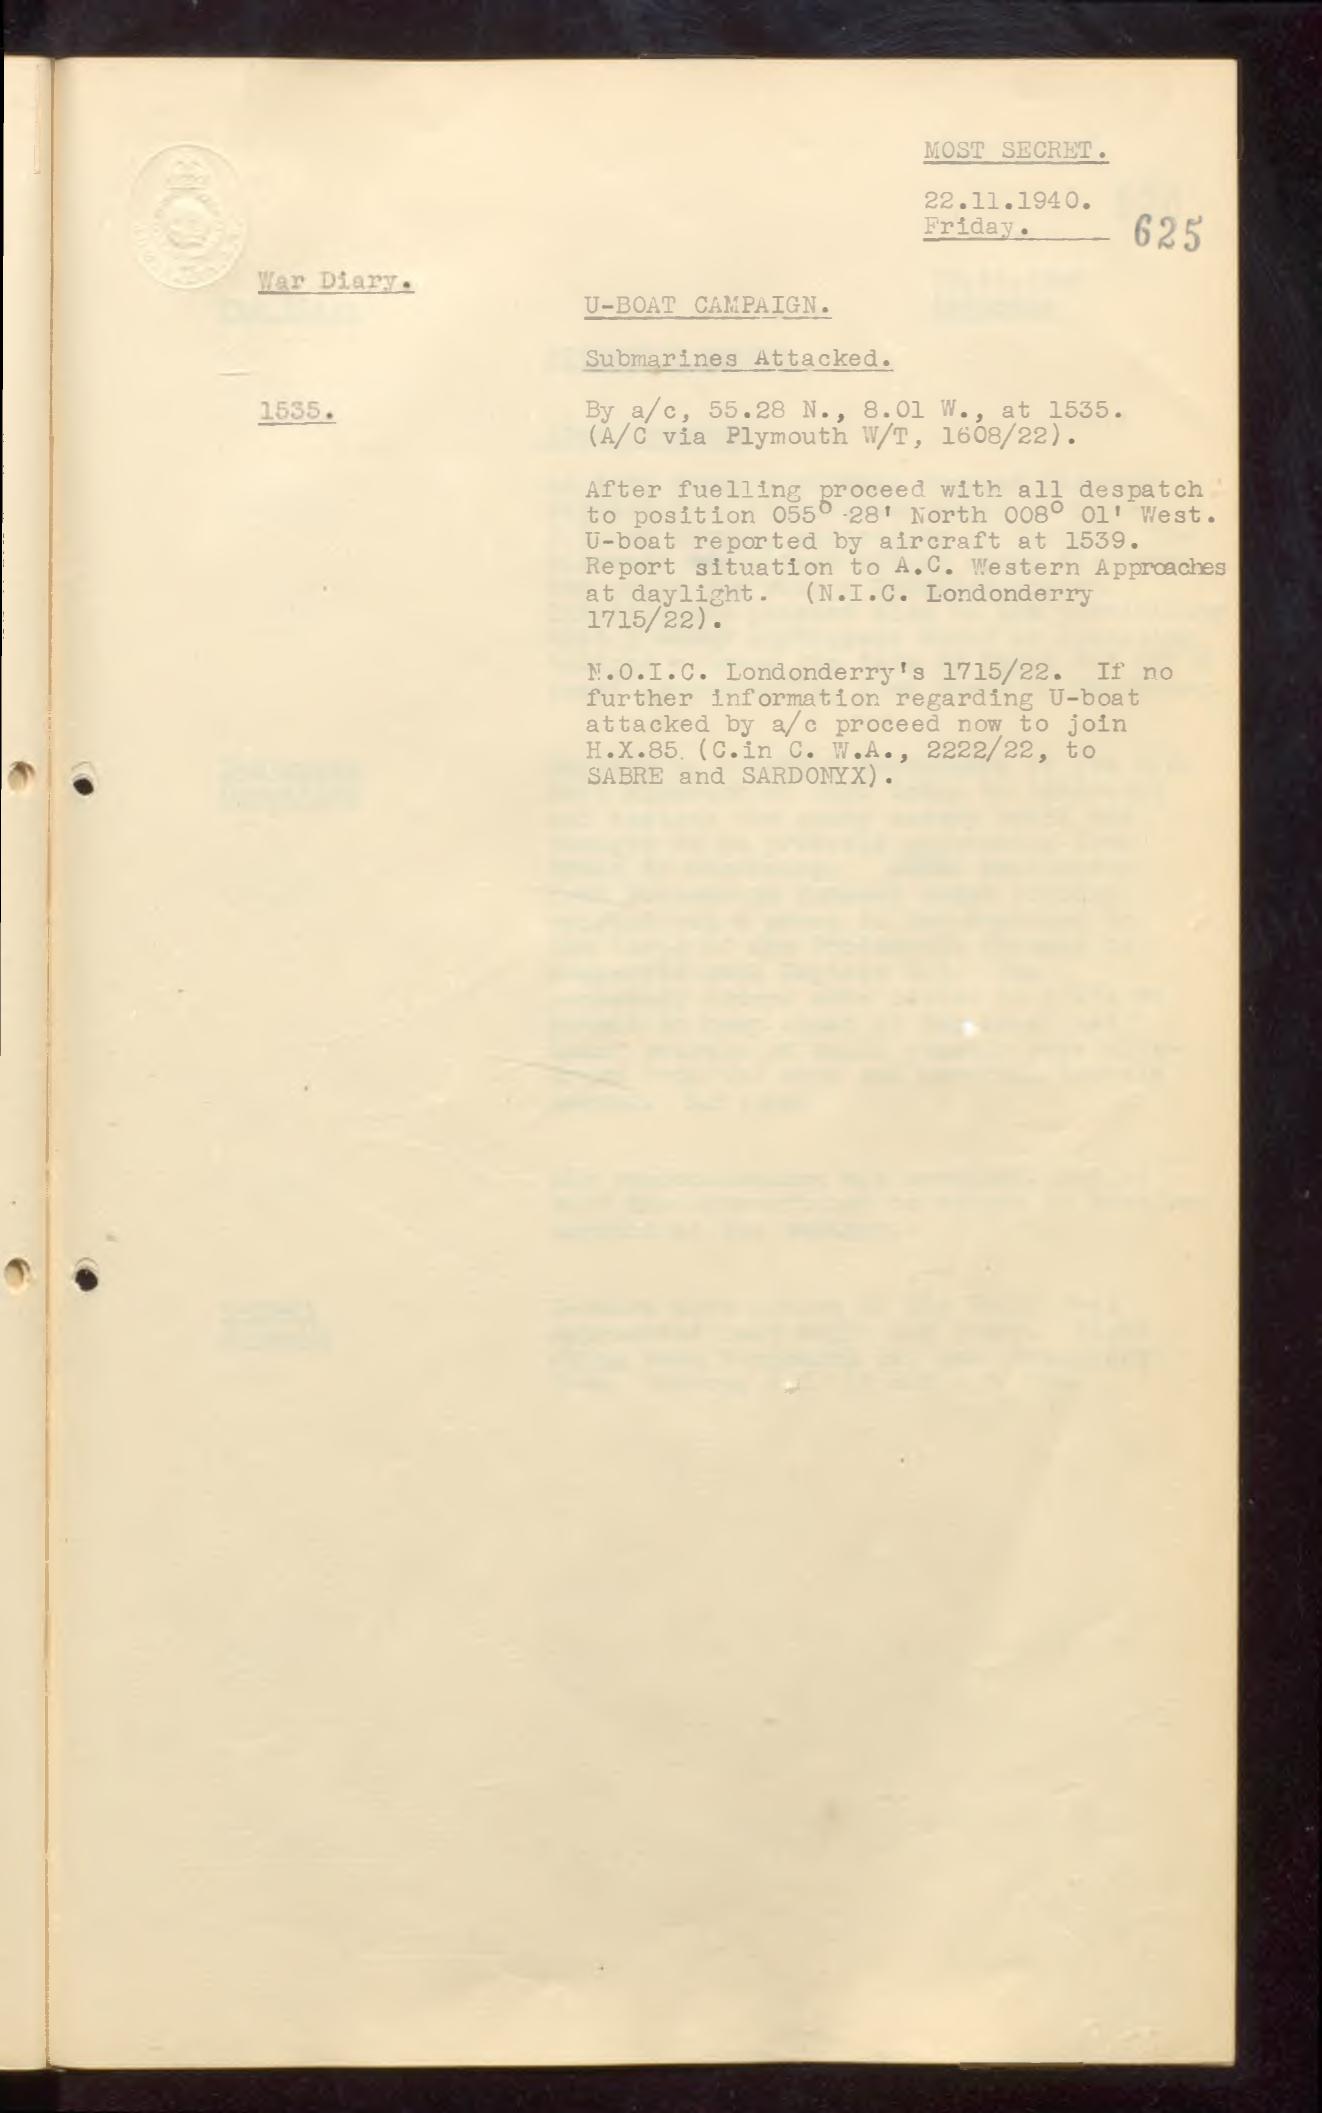 MOST SECRET.
22.11.1940.
Friday.
625
War Diary.
U-BOAT CAMPAIGN.
Submarines Attacked.
1535.
By a/c, 55.28 N., 8.01 W., at 1535.
(A/C via Plymouth W/T, 1608/22).
After fuelling proceed with all despatch
to position 055° -28' North 008° 01' West.
U-boat reported by aircraft at 1539.
Report situation to A.C. Western Approaches
at daylight. (N.I.C. Londonderry
1715/22).
N.O.I.C. Londonderry's 1715/22. If no
further information regarding U-boat
attacked by a/c proceed now to join
H.X.85. (C.in C. W.A., 2222/22, to
SABRE and SARDONYX).